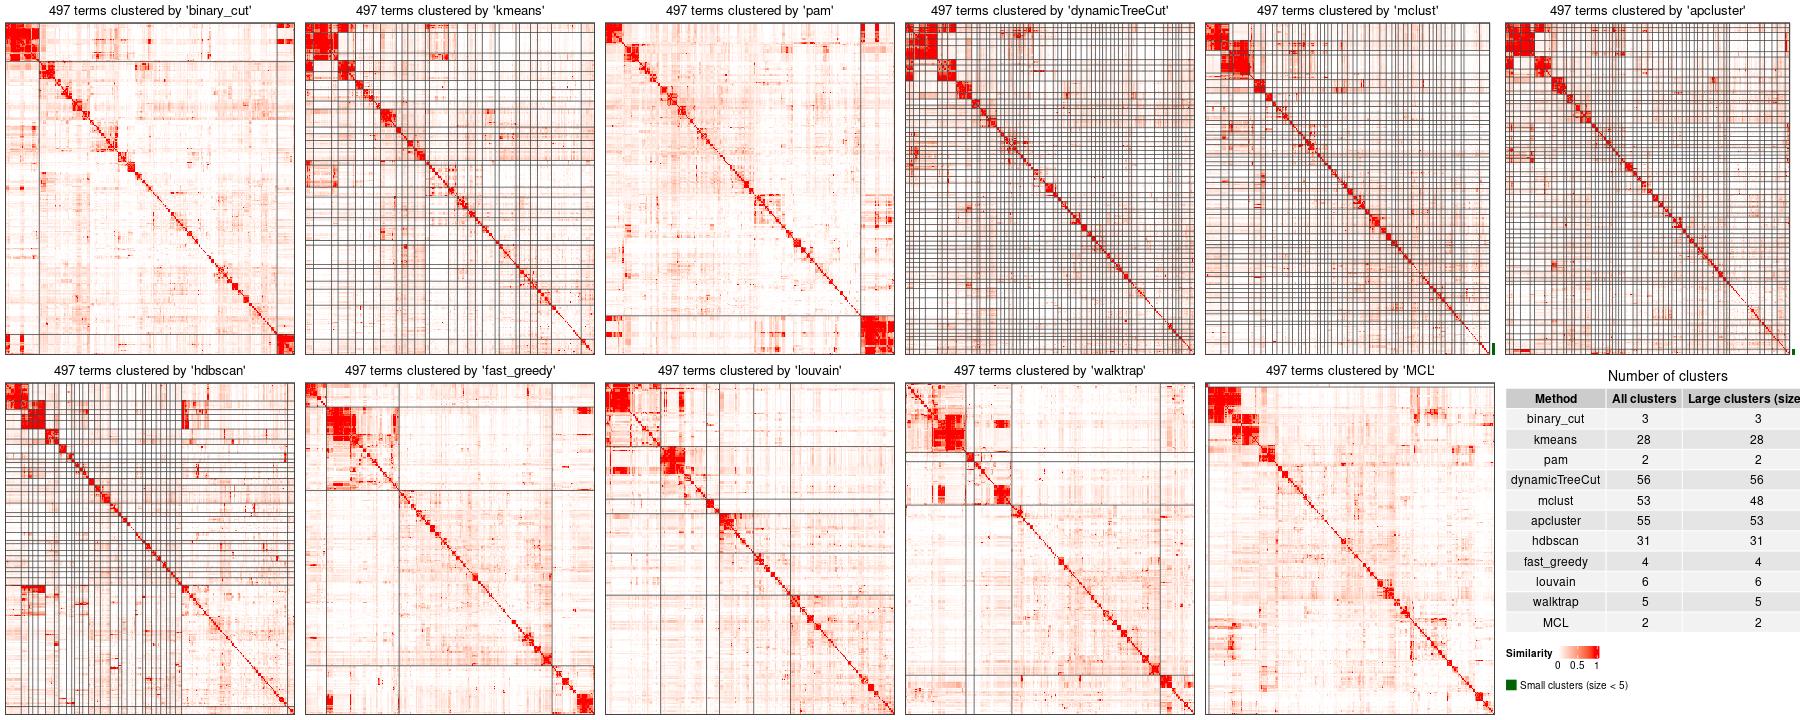 497 terms clustered by 'binary_cut'
497 terms clustered by 'kmeans'
497 terms clustered by 'pam'
497 terms clustered by 'dynamicTreeCut'
497 terms clustered by 'mclust'
497 terms clustered by 'apcluster'
497 terms clustered by 'hdbscan'
497 terms clustered by 'fast_greedy'
497 terms clustered by 'louvain'
497 terms clustered by 'walktrap'
497 terms clustered by 'MCL'
Number of clusters
Method All clusters Large clusters (size
binary_cut 3 3
kmeans 28 28
pam 2 2
dynamicTreeCut 56 56
mclust 53 48
apcluster 55 53
hdbscan 31 31
fast_greedy 4 4
louvain 6 6
walktrap 5 5
MCL 2 2
Similarity
0 0.5 1
Small clusters (size < 5)